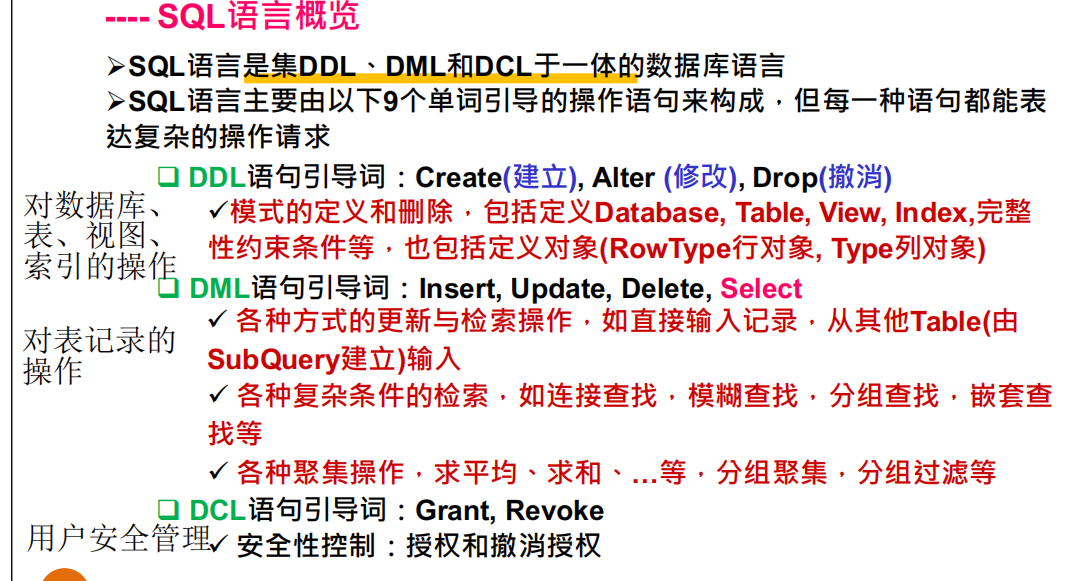 ---- SQL语言概览
➢SQL语言是集DDL、DML和DCL于一体的数据库语言
➢SQL语言主要由以下9个单词引导的操作语句来构成，但每一种语句都能表
达复杂的操作请求
❑ DDL语句引导词：Create(建立), Alter (修改), Drop(撤消)
对数据库、
表、视图、
索引的操作
✓模式的定义和删除，包括定义Database, Table, View, Index,完整
性约束条件等，也包括定义对象(RowType行对象, Type列对象)
❑ DML语句引导词：Insert, Update, Delete, Select
对表记录的
操作
✓ 各种方式的更新与检索操作，如直接输入记录，从其他Table(由
SubQuery建立)输入
✓ 各种复杂条件的检索，如连接查找，模糊查找，分组查找，嵌套查
找等
✓ 各种聚集操作，求平均、求和、…等，分组聚集，分组过滤等
❑ DCL语句引导词：Grant, Revoke
用户安全管理
✓ 安全性控制：授权和撤消授权